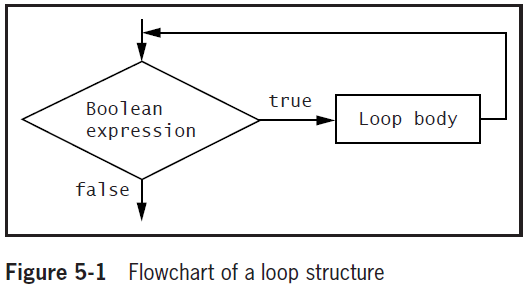 Boolean
expression
true
Loop body
false
Figure 5-1 Flowchart of a loop structure